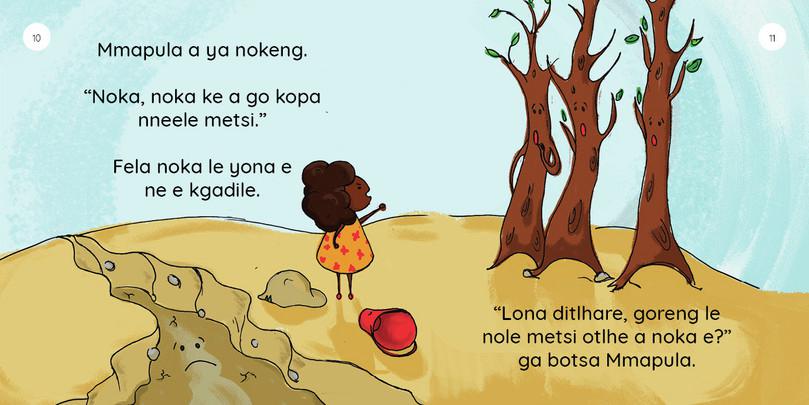 10
Mmapula a ya nokeng.
“Noka, noka ke a go kopa
nneele metsi.”
Fela noka le yona e
ne e kgadile.
11
“Lona ditlhare, goreng le
nole metsi otlhe a noka e?”
ga botsa Mmapula.